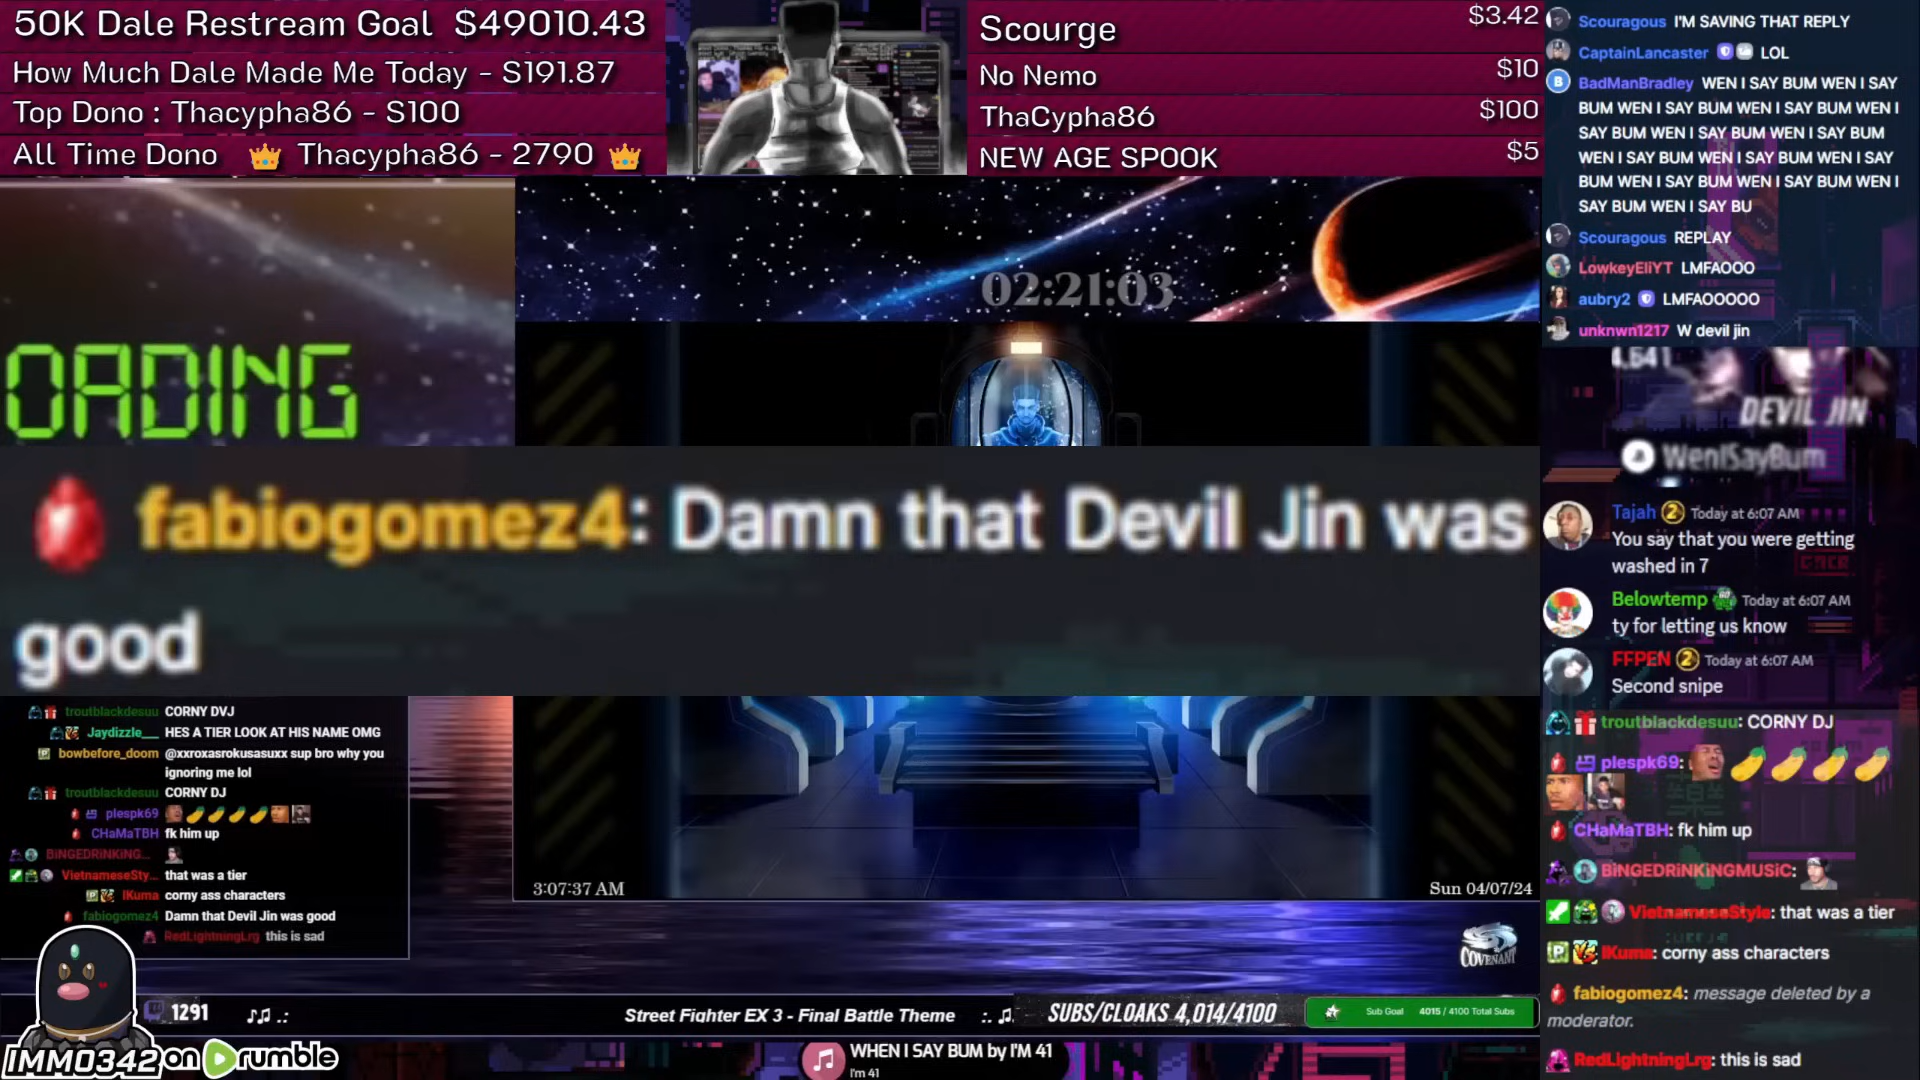 50K Dale Restream Goal $49010.43
How Much Dale Made Me Today - S191.87
Top Dono : Thacypha86 - S100
All Time Dono Thacypha86 - 2790
Scourge $3.42
No Nemo $10
ThaCypha86 $100
NEW AGE SPOOK $5
Scouragous I'M SAVING THAT REPLY
CaptainLancaster LOL
BadManBradley WEN I SAY BUM WEN I SAY
BUM WEN I SAY BUM WEN I SAY BUM WEN I
SAY BUM WEN I SAY BUM WEN I SAY BUM
WEN I SAY BUM WEN I SAY BUM WEN I SAY
BUM WEN I SAY BUM WEN I SAY BUM WEN I
SAY BUM WEN I SAY BU
Scouragous REPLAY
LowkeyEliYT LMFAOOO
aubry2 LMFAOOOOO
unknwn1217 W devil jin
02:21:03
OADING
4,641
DEVIL JIN
WenISayBum
fabiogomez4: Damn that Devil Jin was
good
Tajah Today at 6:07 AM
You say that you were getting
washed in 7
Belowtemp Today at 6:07 AM
ty for letting us know
FFPEN Today at 6:07 AM
Second snipe
troutblackdesuu: CORNY DJ
plespk69:
CHaMaTBH: fk him up
BiNGEDRiNKiNGMUSiC:
VietnameseStyle: that was a tier
IKuma: corny ass characters
fabiogomez4: message deleted by a
moderator.
RedLightningLrg: this is sad
troutblackdesuu CORNY DVJ
Jaydizzle__ HES A TIER LOOK AT HIS NAME OMG
bowbefore_doom @xxroxasrokusasuxx sup bro why you
ignoring me lol
troutblackdesuu CORNY DJ
plespk69
CHaMaTBH fk him up
BiNGEDRiNKiNG...
VietnameseSty... that was a tier
IKuma corny ass characters
fabiogomez4 Damn that Devil Jin was good
RedLightningLrg this is sad
3:07:37 AM
Sun 04/07/24
COVENANT
1291
Street Fighter EX 3 - Final Battle Theme
SUBS/CLOAKS 4,014/4100
Sub Goal 4015 / 4100 Total Subs
IMMO342 on rumble
WHEN I SAY BUM by I'M 41
I'm 41